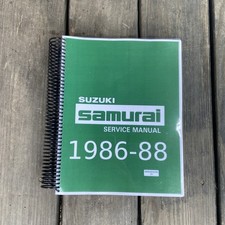 SUZUKI
samurai
SERVICE MANUAL
1986-88